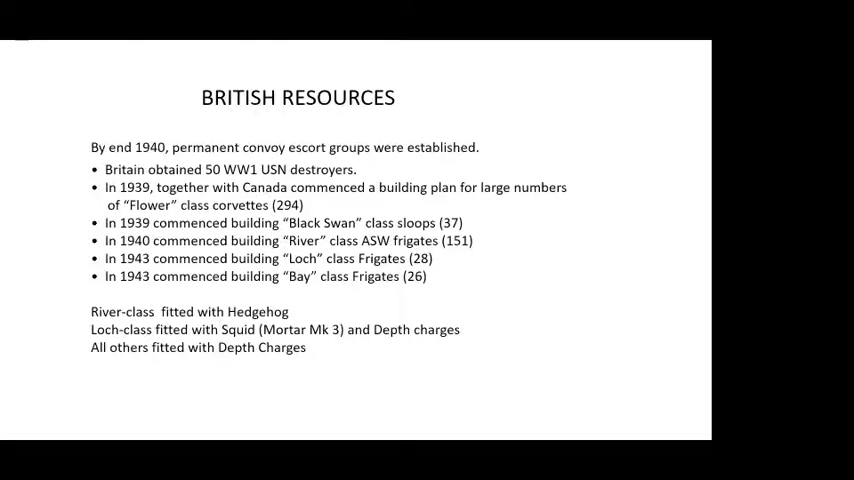 BRITISH RESOURCES
By end 1940, permanent convoy escort groups were established.
• Britain obtained 50 WW1 USN destroyers.
• In 1939, together with Canada commenced a building plan for large numbers
of “Flower” class corvettes (294)
• In 1939 commenced building “Black Swan” class sloops (37)
• In 1940 commenced building “River” class ASW frigates (151)
• In 1943 commenced building “Loch” class Frigates (28)
• In 1943 commenced building “Bay” class Frigates (26)
River-class fitted with Hedgehog
Loch-class fitted with Squid (Mortar Mk 3) and Depth charges
All others fitted with Depth Charges